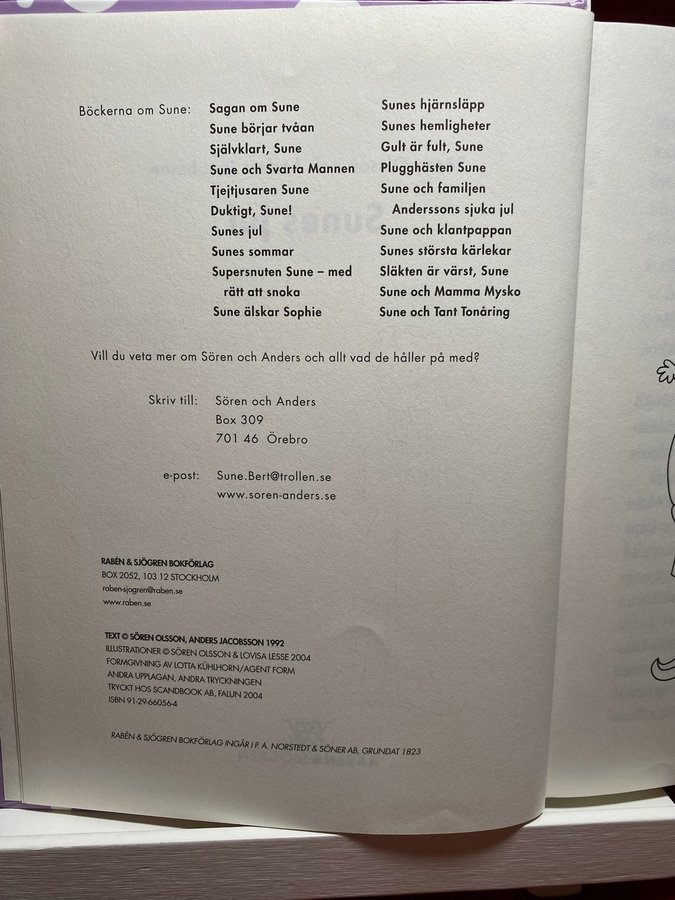 Böckerna om Sune:
Sagan om Sune
Sune börjar tvåan
Självklart, Sune
Sune och Svarta Mannen
Tjejtjusaren Sune
Duktigt, Sune!
Sunes jul
Sunes sommar
Supersnuten Sune – med
rätt att snoka
Sune älskar Sophie
Sunes hjärnsläpp
Sunes hemligheter
Gult är fult, Sune
Plugghästen Sune
Sune och familjen
Anderssons sjuka jul
Sune och klantpappan
Sunes största kärlekar
Släkten är värst, Sune
Sune och Mamma Mysko
Sune och Tant Tonåring
Vill du veta mer om Sören och Anders och allt vad de håller på med?
Skriv till: Sören och Anders
Box 309
701 46 Örebro
e-post: Sune.Bert@trollen.se
www.soren-anders.se
RABÉN & SJÖGREN BOKFÖRLAG
BOX 2052, 103 12 STOCKHOLM
raben-sjogren@raben.se
www.raben.se
TEXT © SÖREN OLSSON, ANDERS JACOBSSON 1992
ILLUSTRATIONER © SÖREN OLSSON & LOVISA LESSE 2004
FORMGIVNING AV LOTTA KÜHLHORN/AGENT FORM
ANDRA UPPLAGAN, ANDRA TRYCKNINGEN
TRYCKT HOS SCANDBOOK AB, FALUN 2004
ISBN 91-29-66056-4
RABÉN & SJÖGREN BOKFÖRLAG INGÅR I P. A. NORSTEDT & SÖNER AB, GRUNDAT 1823